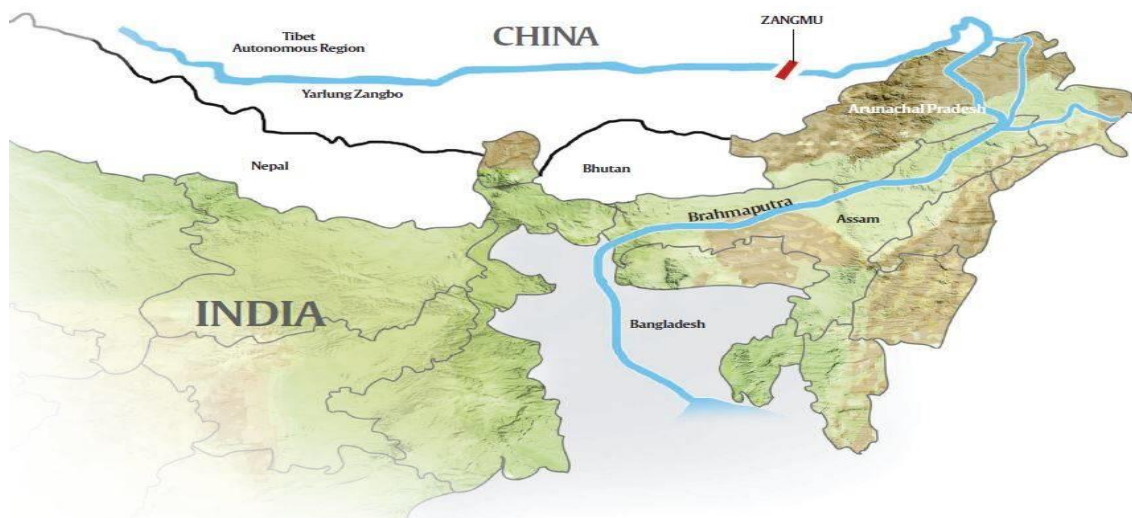 ZANGMU
Tibet
Autonomous Region
CHINA
Yarlung Zangbo
Arunachal Pradesh
Nepal
Bhutan
Brahmaputra
Assam
INDIA
Bangladesh